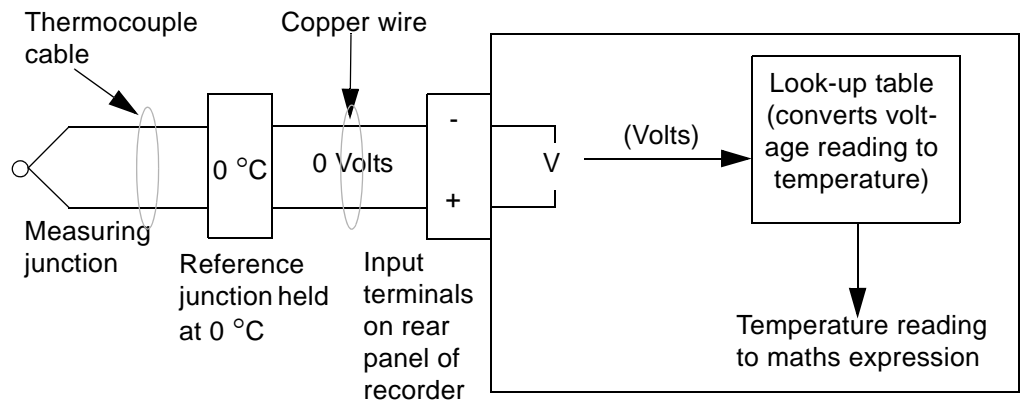 Thermocouple
cable
Copper wire
Look-up table
(converts volt-
age reading to
temperature)
-
(Volts)
0 °C
0 Volts
V
+
Measuring
junction
Reference
junction held
at 0 °C
Input
terminals
on rear
panel of
recorder
Temperature reading
to maths expression